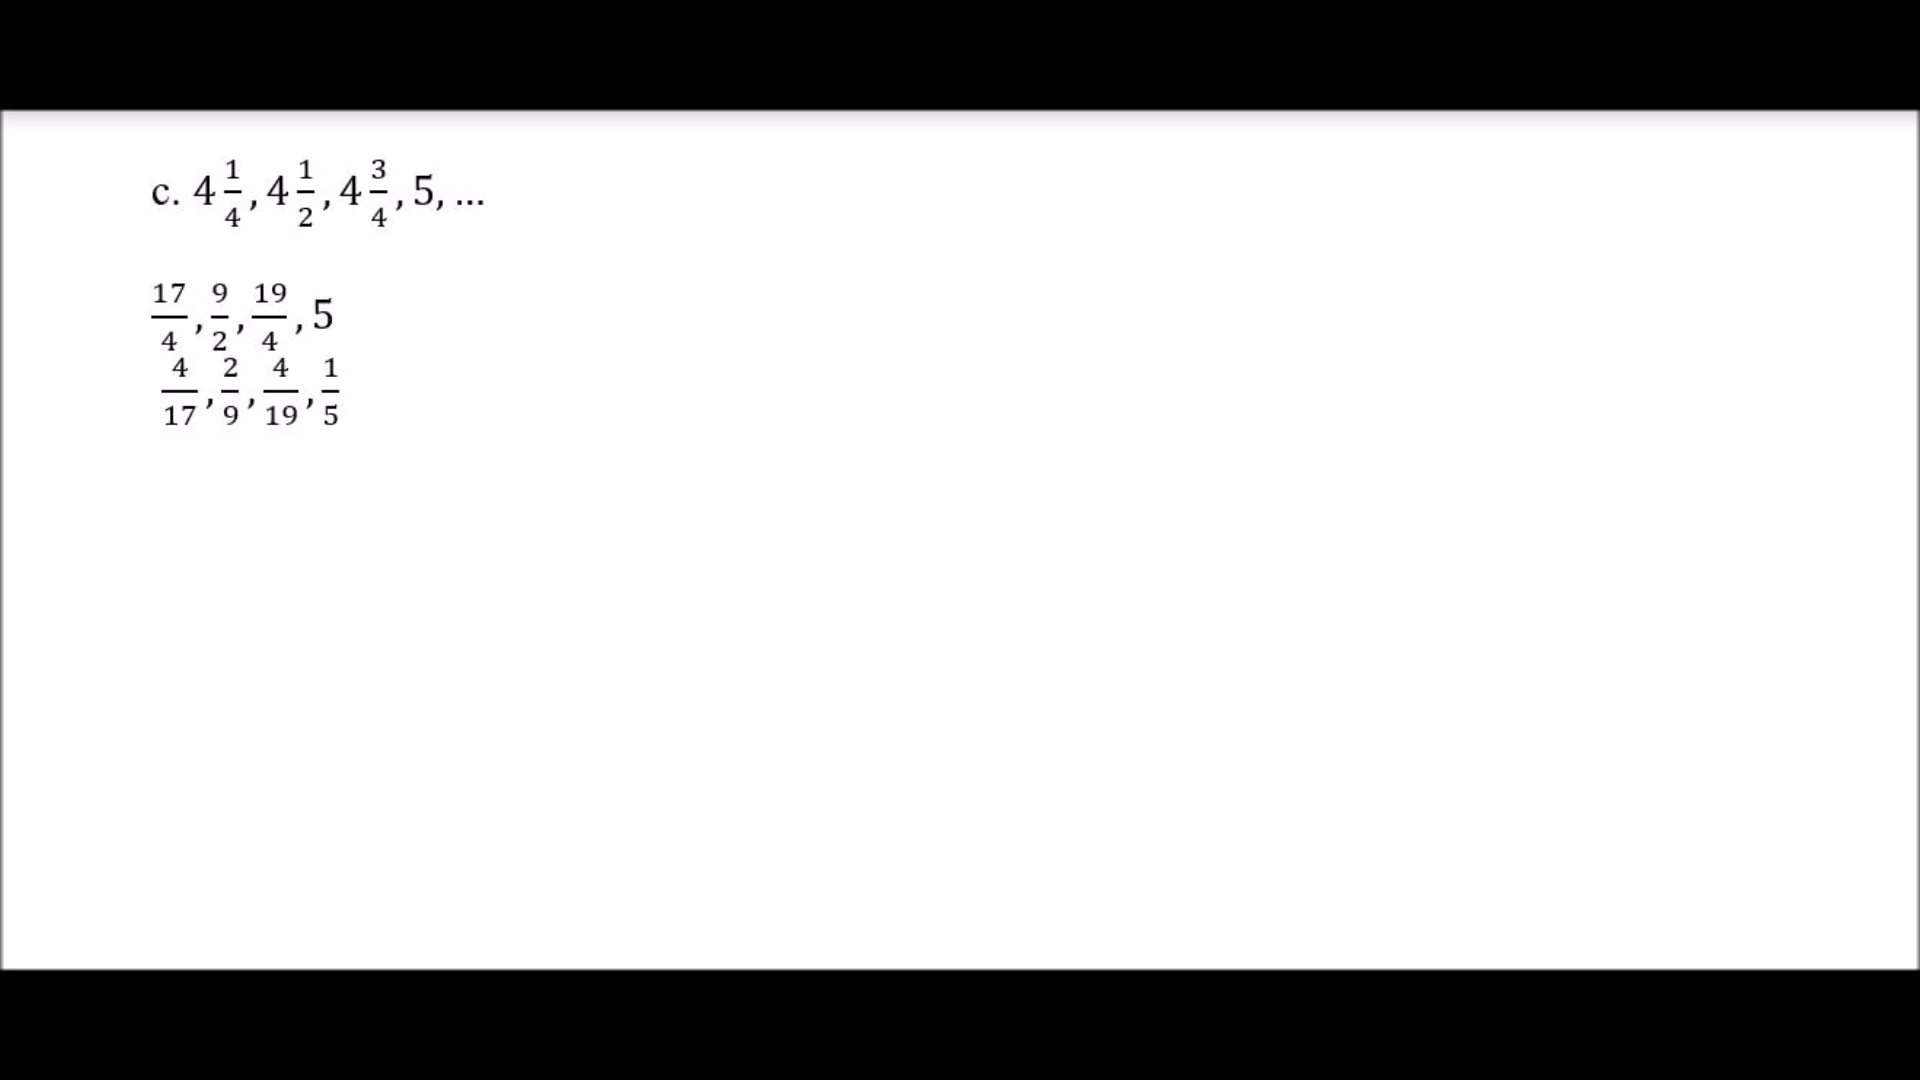 c. 4 1/4, 4 1/2, 4 3/4, 5, ...
17/4, 9/2, 19/4, 5
4/17, 2/9, 4/19, 1/5